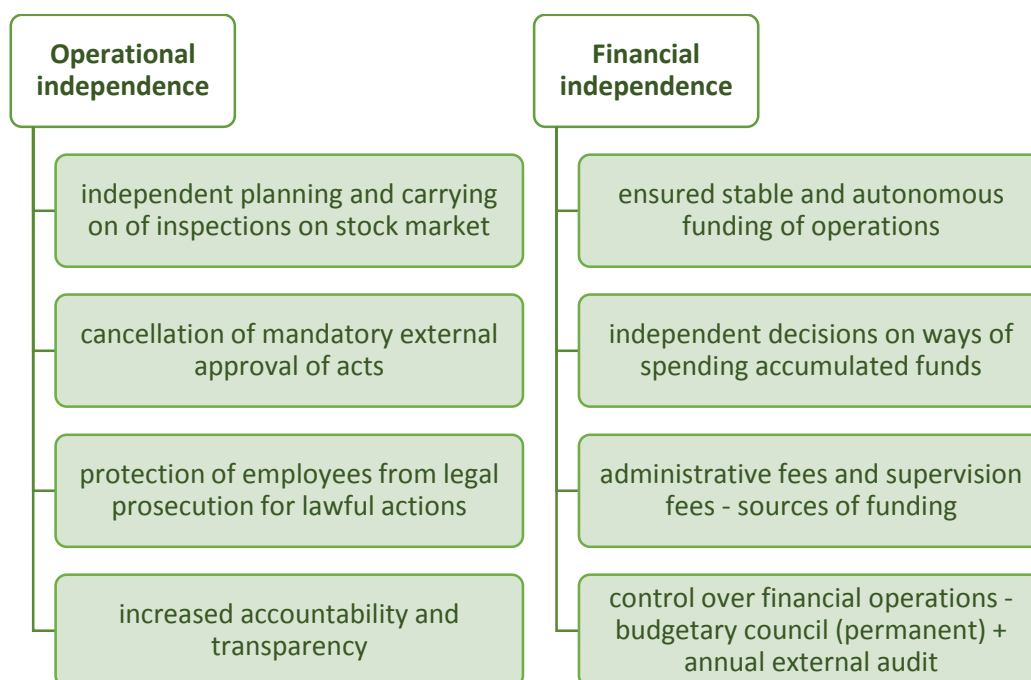 Operational
independence
independent planning and carrying
on of inspections on stock market
cancellation of mandatory external
approval of acts
protection of employees from legal
prosecution for lawful actions
increased accountability and
transparency
Financial
independence
ensured stable and autonomous
funding of operations
independent decisions on ways of
spending accumulated funds
administrative fees and supervision
fees - sources of funding
control over financial operations -
budgetary council (permanent) +
annual external audit